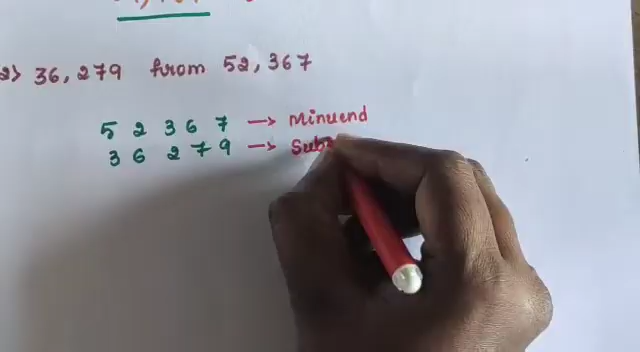 2) 36,279 from 52,367
5 2 3 6 7 → Minuend
3 6 2 7 9 →